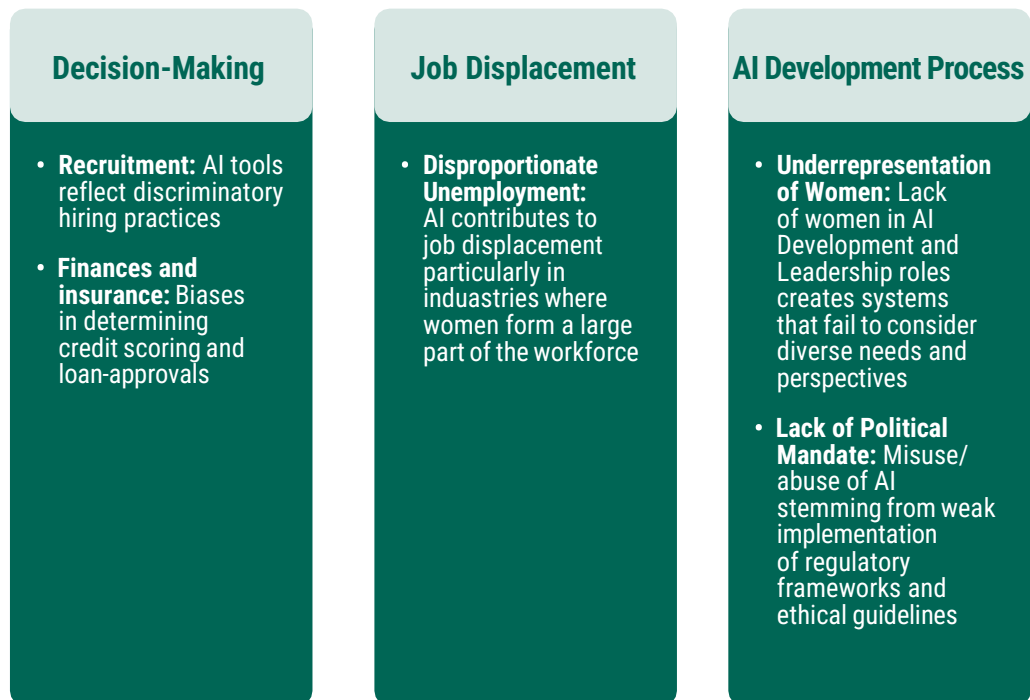 Decision-Making
• Recruitment: AI tools
reflect discriminatory
hiring practices
• Finances and
insurance: Biases
in determining
credit scoring and
loan-approvals
Job Displacement
• Disproportionate
Unemployment:
AI contributes to
job displacement
particularly in
induastries where
women form a large
part of the workforce
AI Development Process
• Underrepresentation
of Women: Lack
of women in AI
Development and
Leadership roles
creates systems
that fail to consider
diverse needs and
perspectives
• Lack of Political
Mandate: Misuse/
abuse of AI
stemming from weak
implementation
of regulatory
frameworks and
ethical guidelines